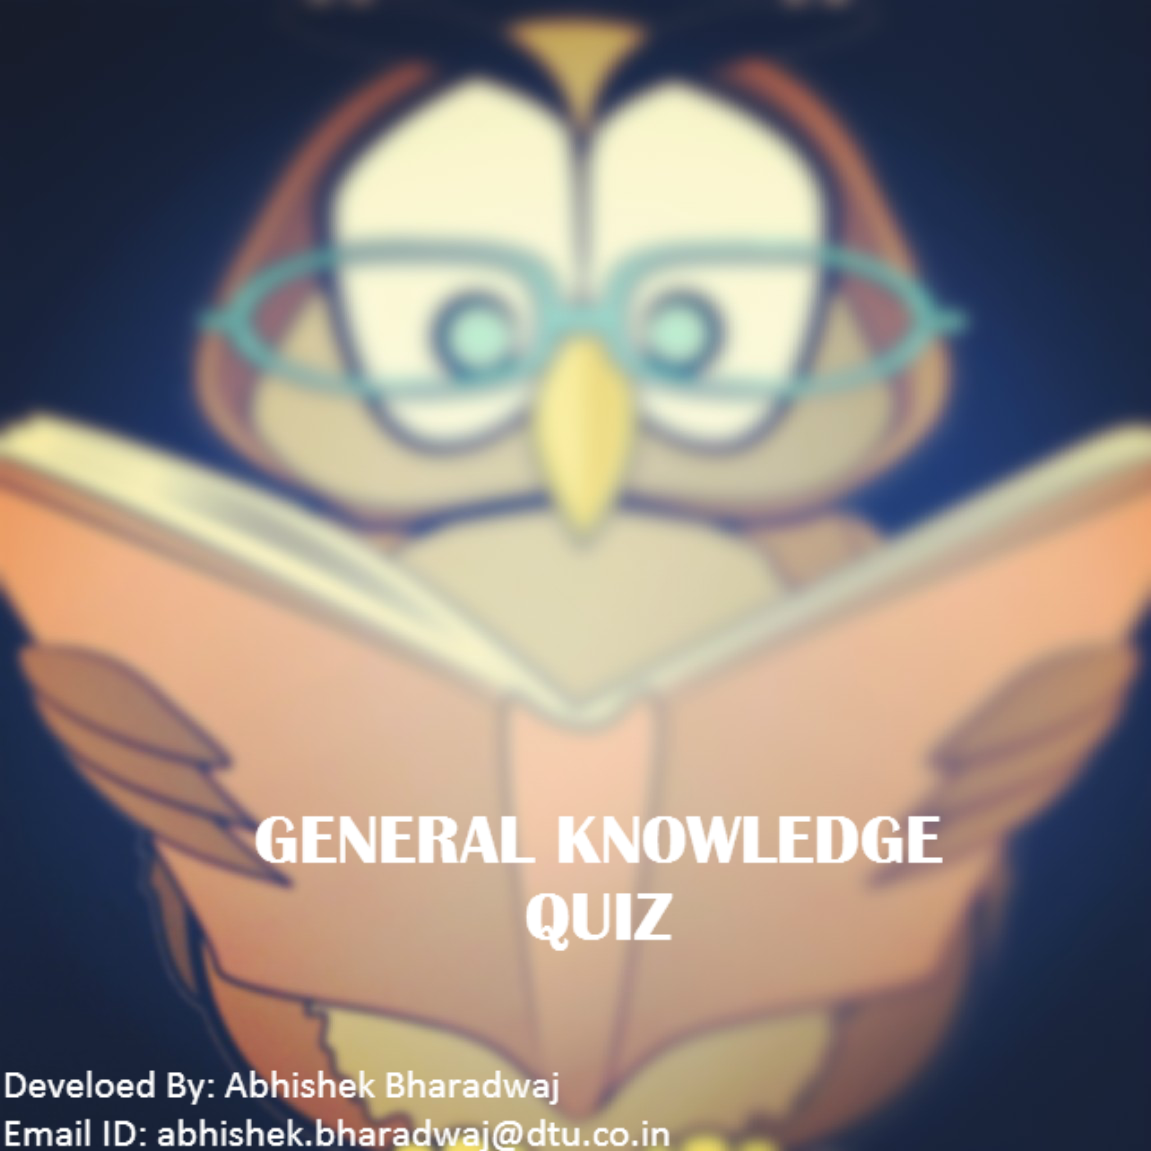 GENERAL KNOWLEDGE
QUIZ
Develoed By: Abhishek Bharadwaj
Email ID: abhishek.bharadwaj@dtu.co.in